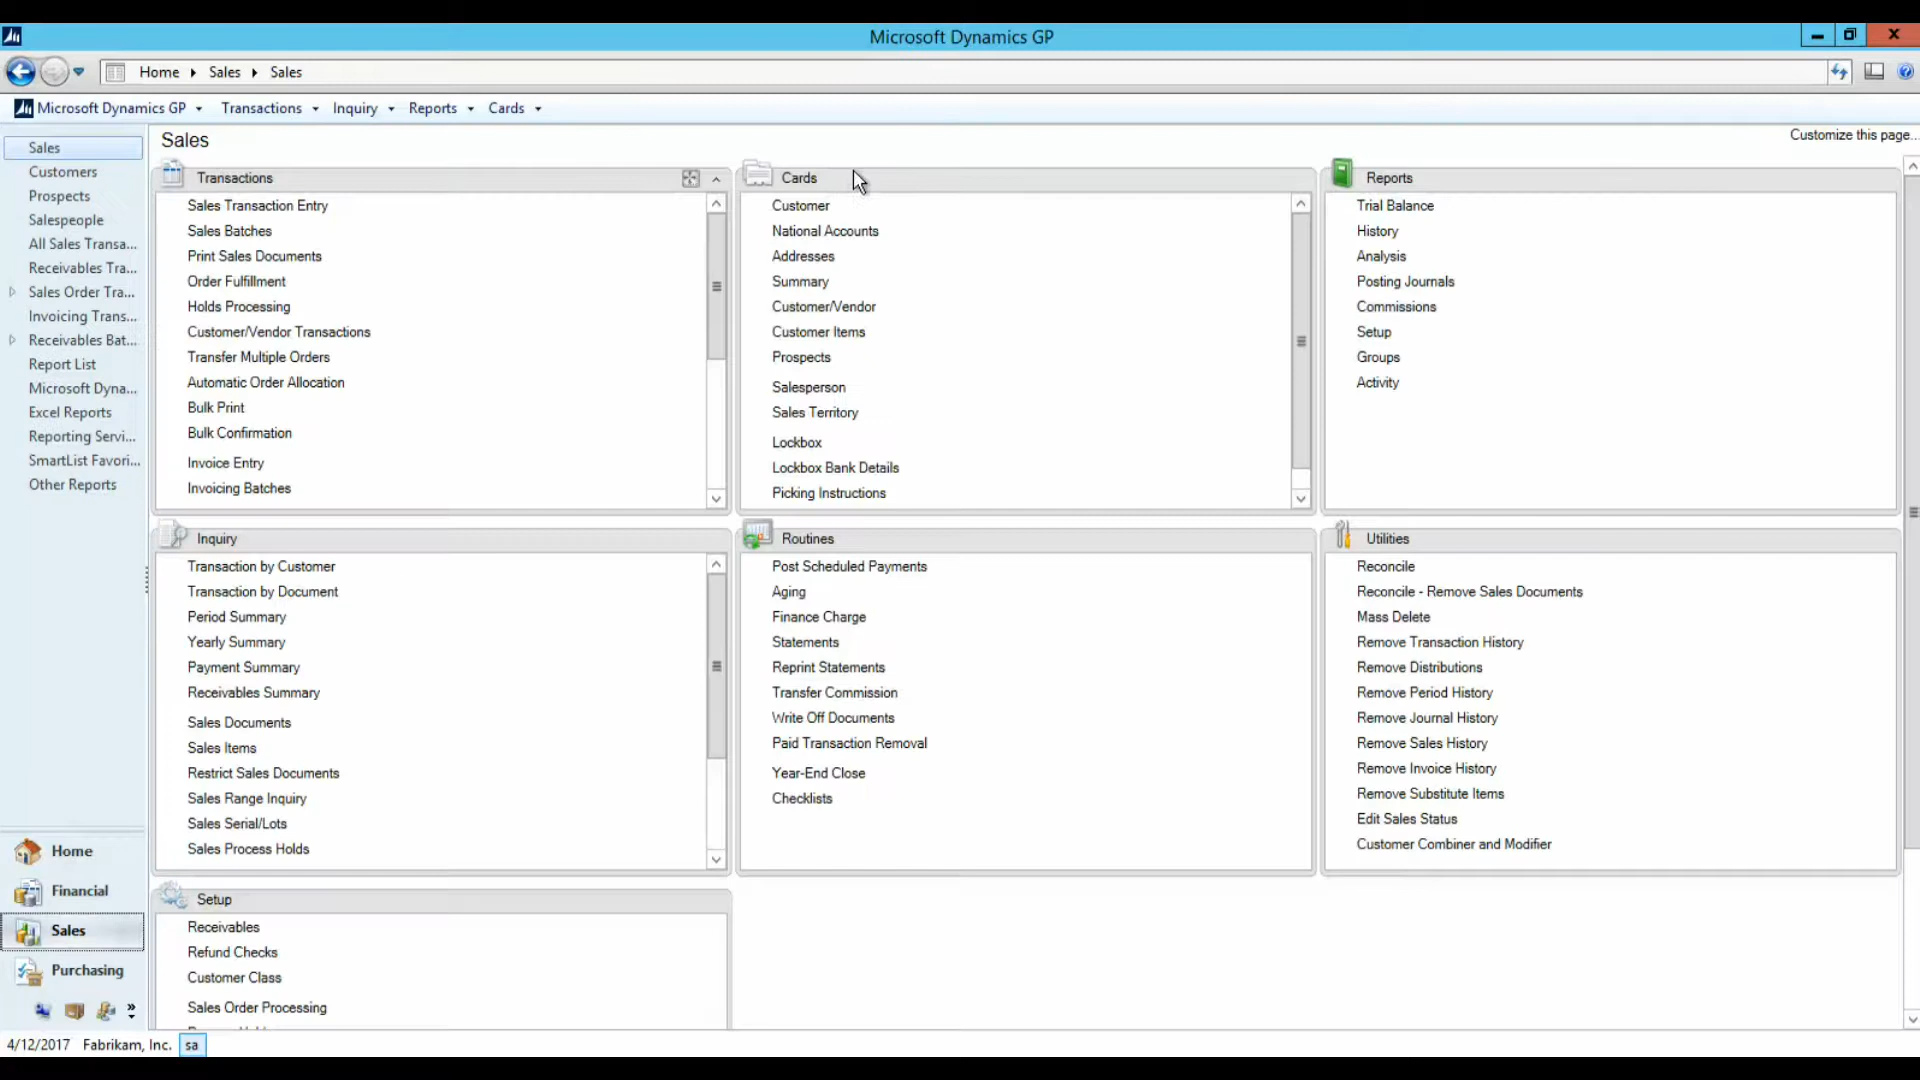 Microsoft Dynamics GP
Home
Sales
Sales
Microsoft Dynamics GP
Transactions
Inquiry
Reports
Cards
Sales
Customers
Prospects
Salespeople
All Sales Transa...
Receivables Tra...
Sales Order Tra...
Invoicing Trans...
Receivables Bat...
Report List
Microsoft Dyna...
Excel Reports
Reporting Servi...
SmartList Favori...
Other Reports
Home
Financial
Sales
Purchasing
Sales
Customize this page...
Transactions
Sales Transaction Entry
Sales Batches
Print Sales Documents
Order Fulfillment
Holds Processing
Customer/Vendor Transactions
Transfer Multiple Orders
Automatic Order Allocation
Bulk Print
Bulk Confirmation
Invoice Entry
Invoicing Batches
Cards
Customer
National Accounts
Addresses
Summary
Customer/Vendor
Customer Items
Prospects
Salesperson
Sales Territory
Lockbox
Lockbox Bank Details
Picking Instructions
Reports
Trial Balance
History
Analysis
Posting Journals
Commissions
Setup
Groups
Activity
Inquiry
Transaction by Customer
Transaction by Document
Period Summary
Yearly Summary
Payment Summary
Receivables Summary
Sales Documents
Sales Items
Restrict Sales Documents
Sales Range Inquiry
Sales Serial/Lots
Sales Process Holds
Routines
Post Scheduled Payments
Aging
Finance Charge
Statements
Reprint Statements
Transfer Commission
Write Off Documents
Paid Transaction Removal
Year-End Close
Checklists
Utilities
Reconcile
Reconcile - Remove Sales Documents
Mass Delete
Remove Transaction History
Remove Distributions
Remove Period History
Remove Journal History
Remove Sales History
Remove Invoice History
Remove Substitute Items
Edit Sales Status
Customer Combiner and Modifier
Setup
Receivables
Refund Checks
Customer Class
Sales Order Processing
4/12/2017 Fabrikam, Inc. sa